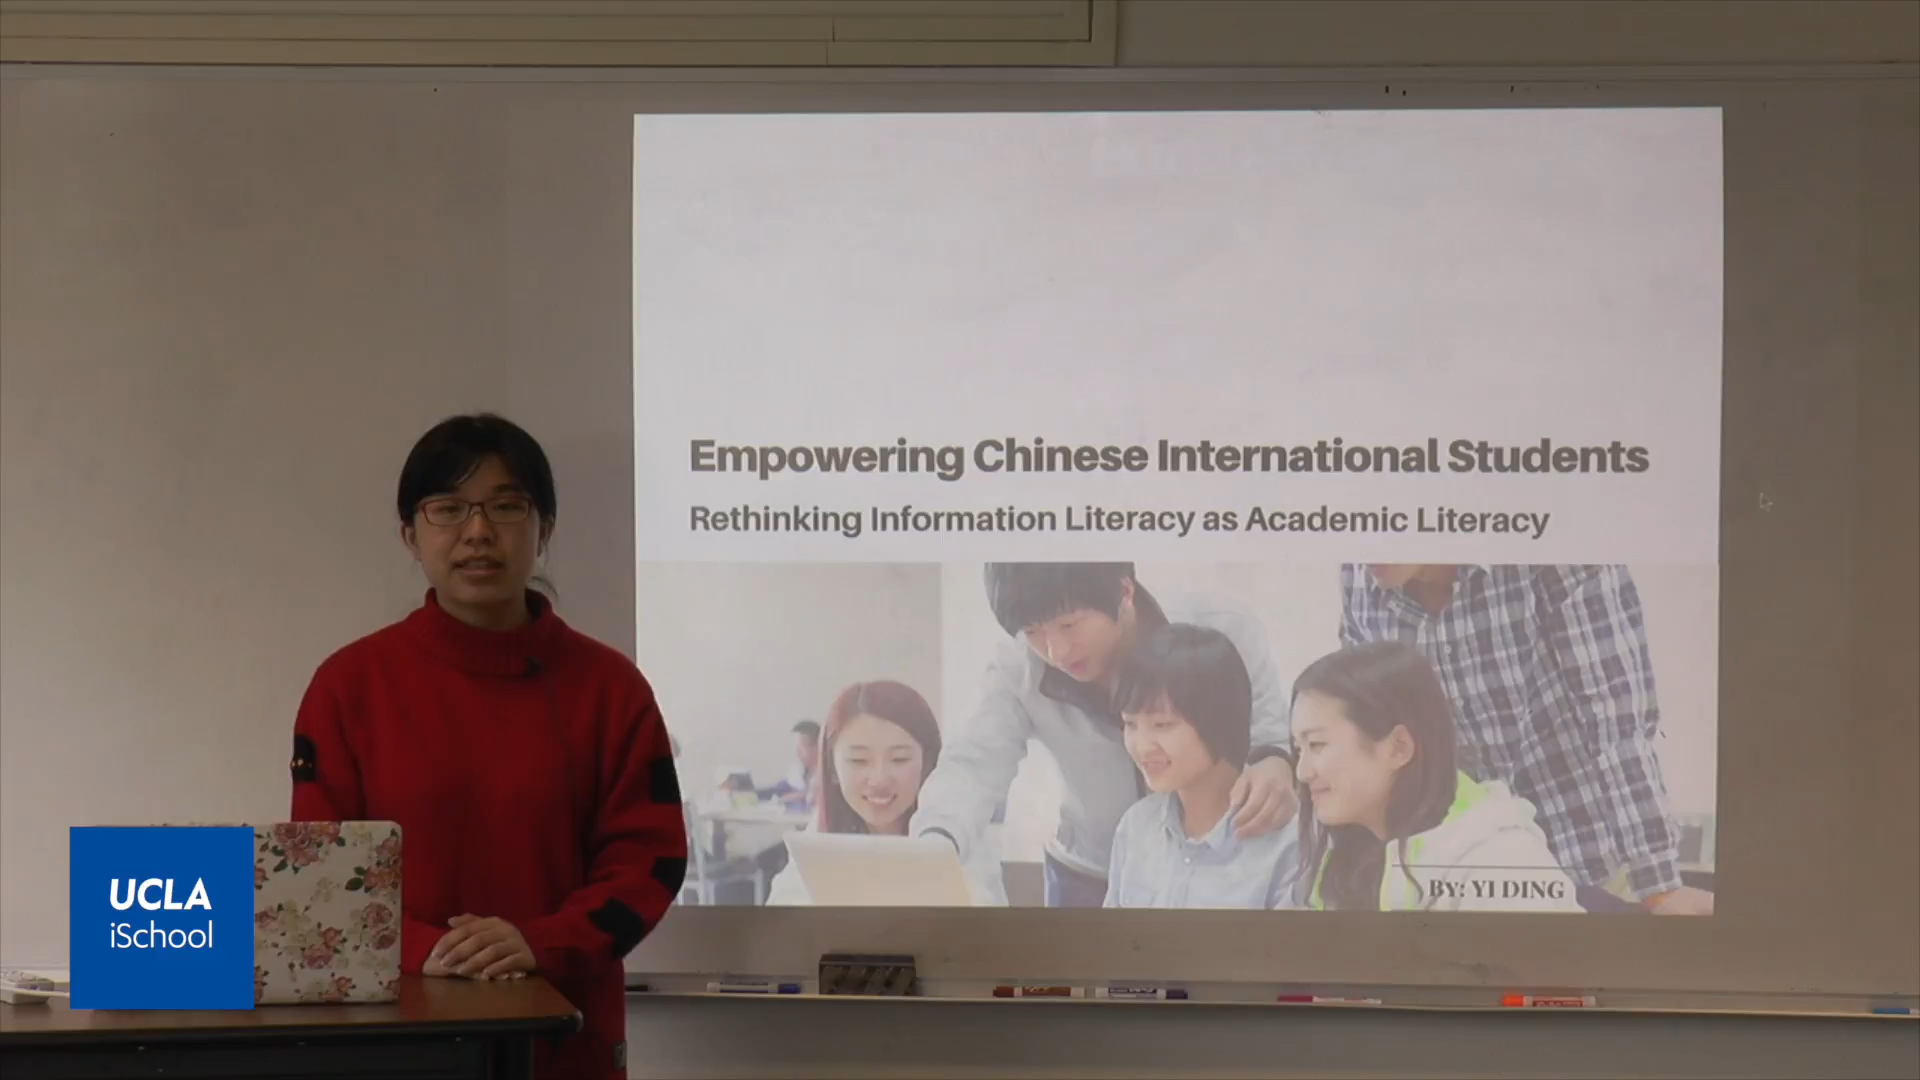 Empowering Chinese International Students
Rethinking Information Literacy as Academic Literacy
BY: YI DING
UCLA
iSchool